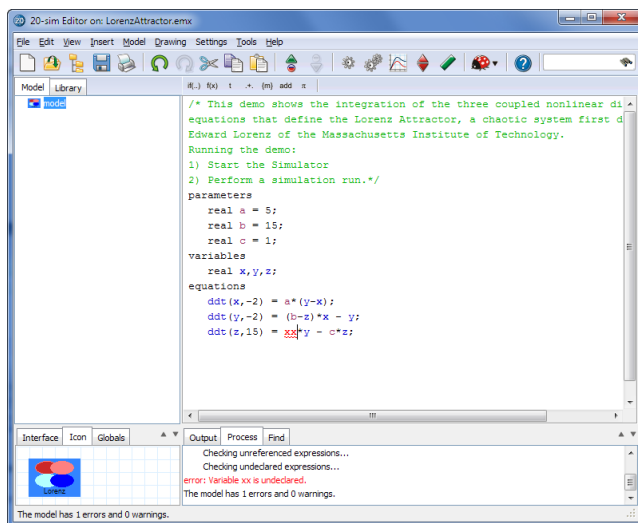 20-sim Editor on: LorenzAttractor.emx
File Edit View Insert Model Drawing Settings Tools Help
Model Library
if(..) f(x) t .+. {m} add π
model
/* This demo shows the integration of the three coupled nonlinear di
equations that define the Lorenz Attractor, a chaotic system first d
Edward Lorenz of the Massachusetts Institute of Technology.
Running the demo:
1) Start the Simulator
2) Perform a simulation run.*/
parameters
real a = 5;
real b = 15;
real c = 1;
variables
real x,y,z;
equations
ddt(x,-2) = a*(y-x);
ddt(y,-2) = (b-z)*x - y;
ddt(z,15) = xx*y - c*z;
Interface Icon Globals
Lorenz
Output Process Find
Checking unreferenced expressions...
Checking undeclared expressions...
error: Variable xx is undeclared.
The model has 1 errors and 0 warnings.
The model has 1 errors and 0 warnings.